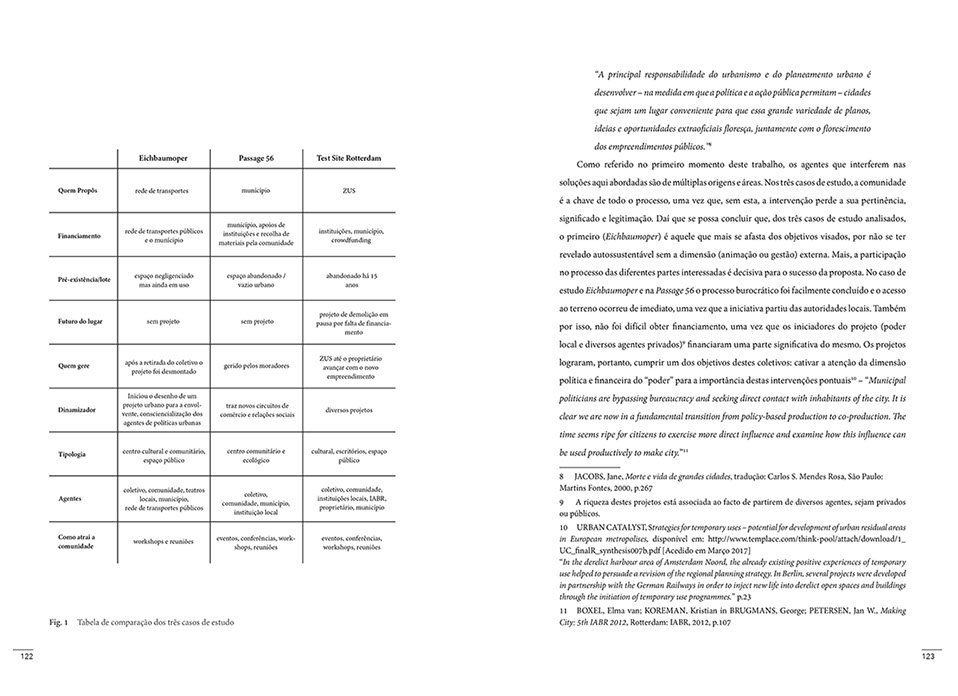 Eichbaumoper Passage 56 Test Site Rotterdam
Quem Propôs rede de transportes município ZUS
Financiamento rede de transportes públicos e o município município, apoios de instituições e recolha de materiais pela comunidade instituições, município, crowdfunding
Pré-existência/lote espaço negligenciado mas ainda em uso espaço abandonado / vazio urbano abandonado há 15 anos
Futuro do lugar sem projeto sem projeto projeto de demolição em pausa por falta de financia-mento
Quem gere após a retirada do coletivo o projeto foi desmontado gerido pelos moradores ZUS até o proprietário avançar com o novo empreendimento
Dinamizador Iniciou o desenho de um projeto urbano para a envol-vente, consciencialização dos agentes de políticas urbanas traz novos circuitos de comércio e relações sociais diversos projetos
Tipologia centro cultural e comunitário, espaço público centro comunitário e ecológico cultural, escritórios, espaço público
Agentes coletivo, comunidade, teatros locais, município, rede de transportes públicos coletivo, comunidade, município, instituição local coletivo, comunidade, instituições locais, IABR, proprietário, município
Como atrai a comunidade workshops e reuniões eventos, conferências, work-shops, reuniões eventos, conferências, workshops, reuniões
Fig. 1 Tabela de comparação dos três casos de estudo
122
“A principal responsabilidade do urbanismo e do planeamento urbano é
desenvolver – na medida em que a política e a ação pública permitam – cidades
que sejam um lugar conveniente para que essa grande variedade de planos,
ideias e oportunidades extraoficiais floresça, juntamente com o florescimento
dos empreendimentos públicos.”8
Como referido no primeiro momento deste trabalho, os agentes que interferem nas
soluções aqui abordadas são de múltiplas origens e áreas. Nos três casos de estudo, a comunidade
é a chave de todo o processo, uma vez que, sem esta, a intervenção perde a sua pertinência,
significado e legitimação. Daí que se possa concluir que, dos três casos de estudo analisados,
o primeiro (Eichbaumoper) é aquele que mais se afasta dos objetivos visados, por não se ter
revelado autossustentável sem a dimensão (animação ou gestão) externa. Mais, a participação
no processo das diferentes partes interessadas é decisiva para o sucesso da proposta. No caso de
estudo Eichbaumoper e na Passage 56 o processo burocrático foi facilmente concluído e o acesso
ao terreno ocorreu de imediato, uma vez que a iniciativa partiu das autoridades locais. Também
por isso, não foi difícil obter financiamento, uma vez que os iniciadores do projeto (poder
local e diversos agentes privados)9 financiaram uma parte significativa do mesmo. Os projetos
lograram, portanto, cumprir um dos objetivos destes coletivos: cativar a atenção da dimensão
política e financeira do “poder” para a importância destas intervenções pontuais10 – “Municipal
politicians are bypassing bureaucracy and seeking direct contact with inhabitants of the city. It is
clear we are now in a fundamental transition from policy-based production to co-production. The
time seems ripe for citizens to exercise more direct influence and examine how this influence can
be used productively to make city.”11
8 JACOBS, Jane, Morte e vida de grandes cidades, tradução: Carlos S. Mendes Rosa, São Paulo:
Martins Fontes, 2000, p.267
9 A riqueza destes projetos está associada ao facto de partirem de diversos agentes, sejam privados
ou públicos.
10 URBAN CATALYST, Strategies for temporary uses – potential for development of urban residual areas
in European metropolises, disponível em: http://www.templace.com/think-pool/attach/download/1_
UC_finalR_synthesis007b.pdf [Acedido em Março 2017]
“In the derelict harbour area of Amsterdam Noord, the already existing positive experiences of temporary
use helped to persuade a revision of the regional planning strategy. In Berlin, several projects were developed
in partnership with the German Railways in order to inject new life into derelict open spaces and buildings
through the initiation of temporary use programmes.” p.23
11 BOXEL, Elma van; KOREMAN, Kristian in BRUGMANS, George; PETERSEN, Jan W., Making
City: 5th IABR 2012, Rotterdam: IABR, 2012, p.107
123